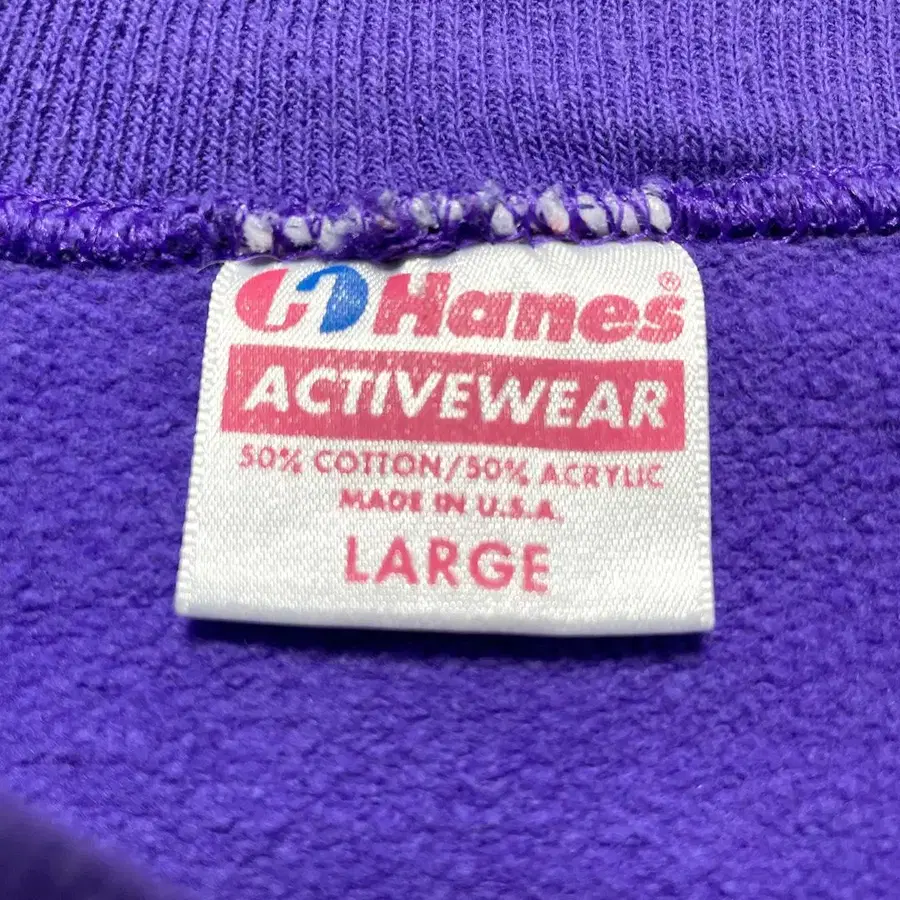 Hanes®
ACTIVEWEAR
50% COTTON/50% ACRYLIC
MADE IN U.S.A.
LARGE